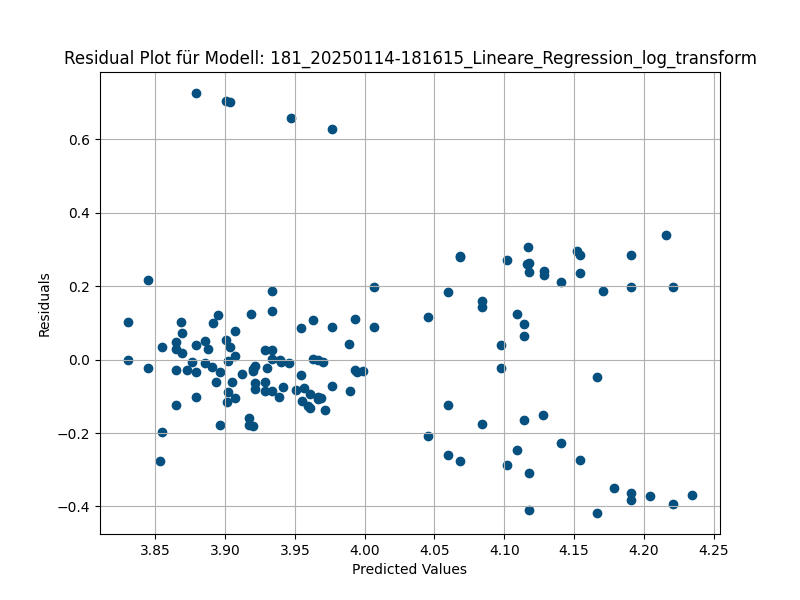 Residual Plot für Modell: 181_20250114-181615_Lineare_Regression_log_transform
0.6
0.4
0.2
0.0
−0.2
−0.4
Residuals
3.85 3.90 3.95 4.00 4.05 4.10 4.15 4.20 4.25
Predicted Values